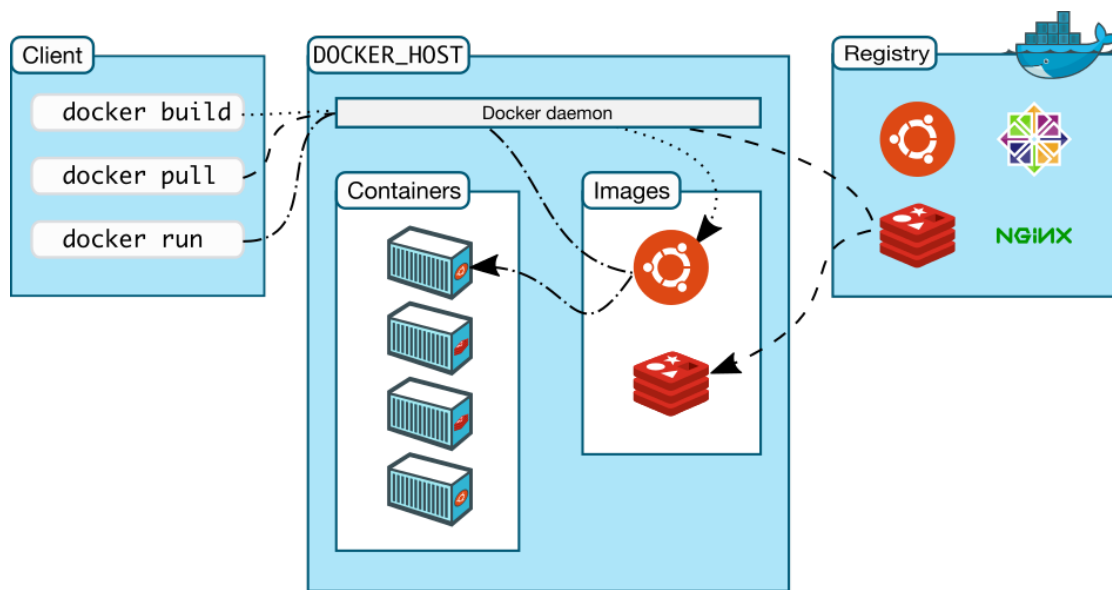 Client
docker build
docker pull
docker run
DOCKER_HOST
Docker daemon
Containers
Images
Registry
NGiNX